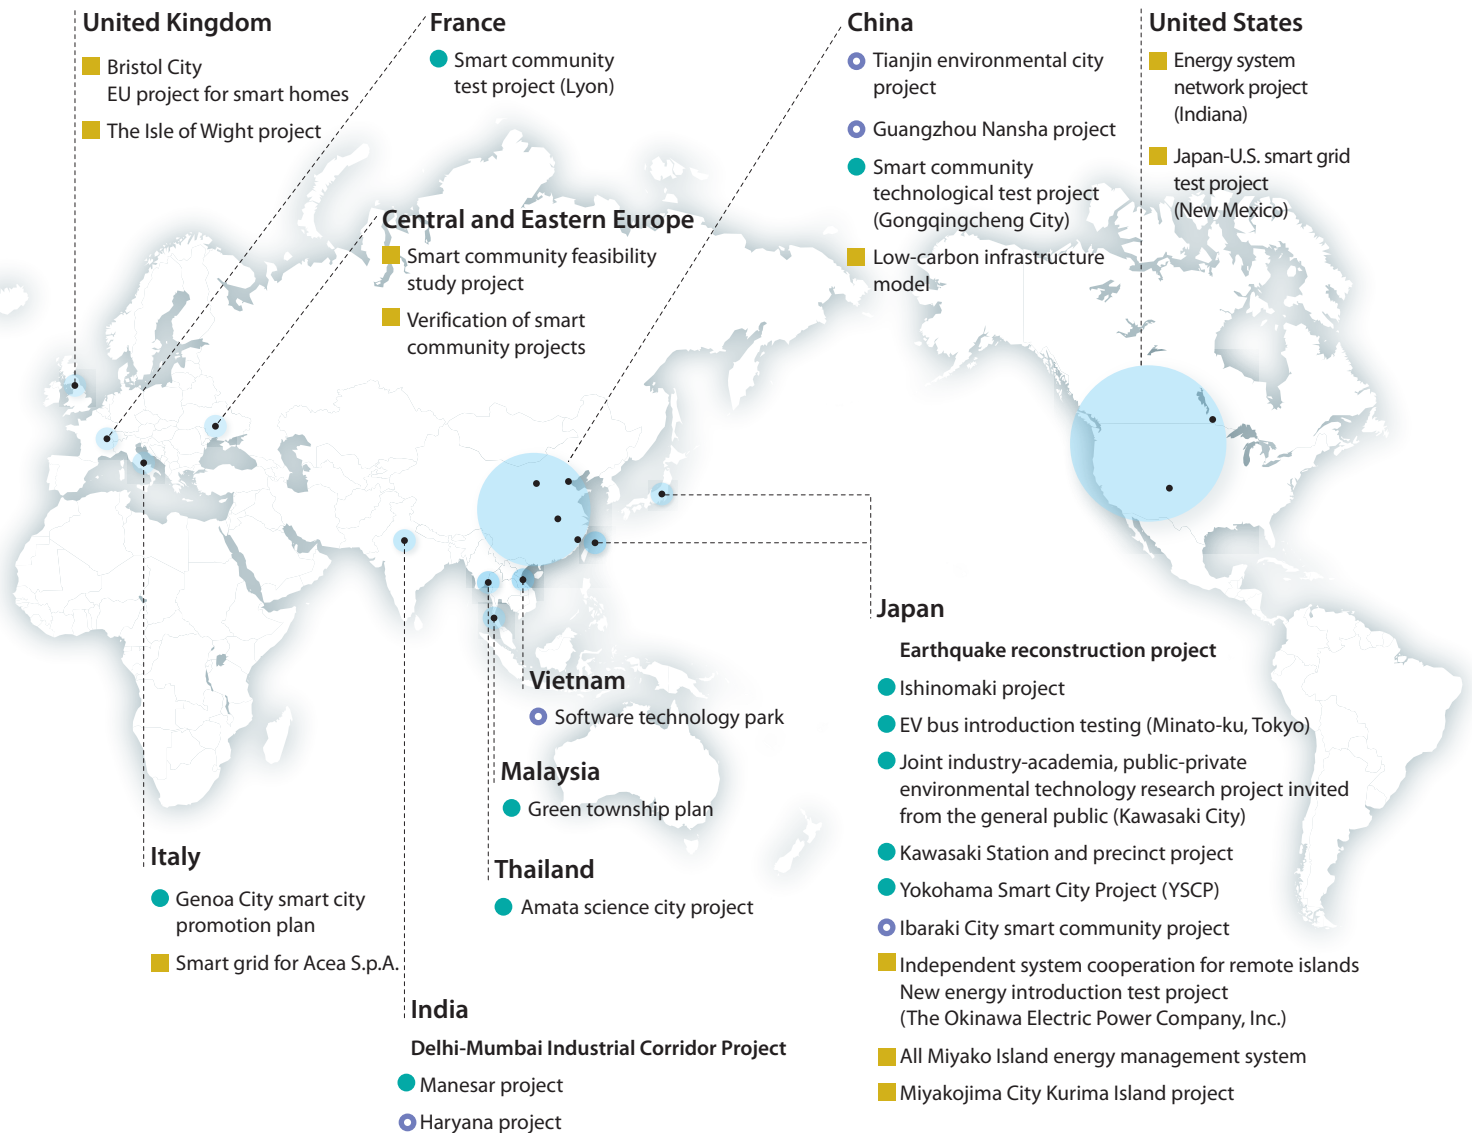 United Kingdom
Bristol City
EU project for smart homes
The Isle of Wight project
France
Smart community
test project (Lyon)
Central and Eastern Europe
Smart community feasibility
study project
Verification of smart
community projects
China
Tianjin environmental city
project
Guangzhou Nansha project
Smart community
technological test project
(Gongqingcheng City)
Low-carbon infrastructure
model
United States
Energy system
network project
(Indiana)
Japan-U.S. smart grid
test project
(New Mexico)
Italy
Genoa City smart city
promotion plan
Smart grid for Acea S.p.A.
India
Delhi-Mumbai Industrial Corridor Project
Manesar project
Haryana project
Vietnam
Software technology park
Malaysia
Green township plan
Thailand
Amata science city project
Japan
Earthquake reconstruction project
Ishinomaki project
EV bus introduction testing (Minato-ku, Tokyo)
Joint industry-academia, public-private
environmental technology research project invited
from the general public (Kawasaki City)
Kawasaki Station and precinct project
Yokohama Smart City Project (YSCP)
Ibaraki City smart community project
Independent system cooperation for remote islands
New energy introduction test project
(The Okinawa Electric Power Company, Inc.)
All Miyako Island energy management system
Miyakojima City Kurima Island project